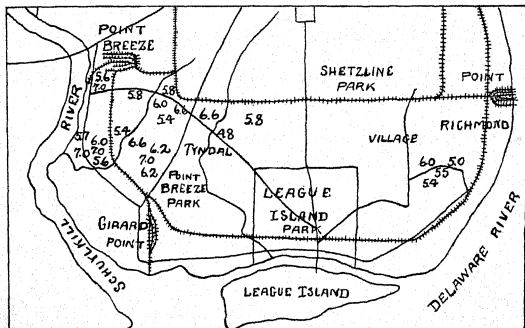 POINT
BREEZE
5.6
7.0
5.8
5.8
6.0
6.6
6.6
5.4
5.8
4.8
SHETZLINE
PARK
POINT
RICHMOND
RIVER
5.7
6.0
7.0
7.0
5.6
5.4
6.6
6.2
7.0
6.2
TYNDAL
POINT
BREEZE
PARK
VILLAGE
6.0
5.0
5.5
5.4
LEAGUE
ISLAND
PARK
GIRARD
POINT
SCHUYLKILL
LEAGUE ISLAND
DELAWARE RIVER